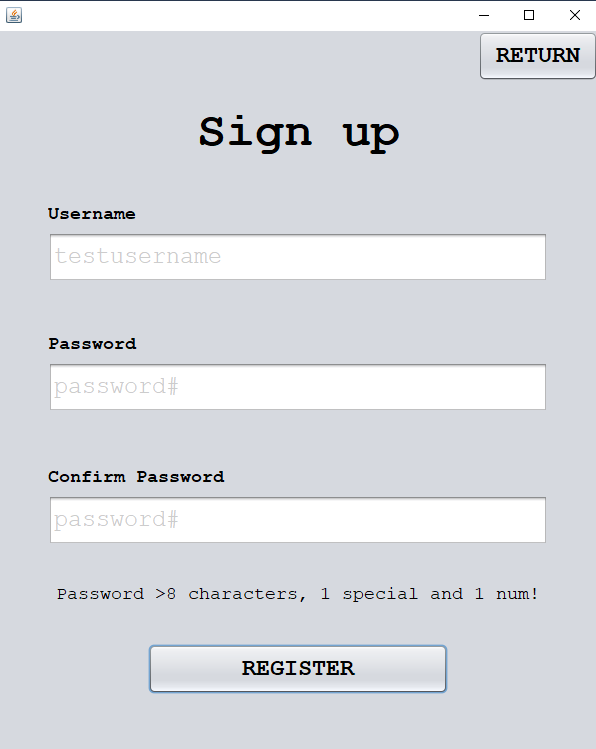 RETURN
Sign up
Username
testusername
Password
password#
Confirm Password
password#
Password >8 characters, 1 special and 1 num!
REGISTER